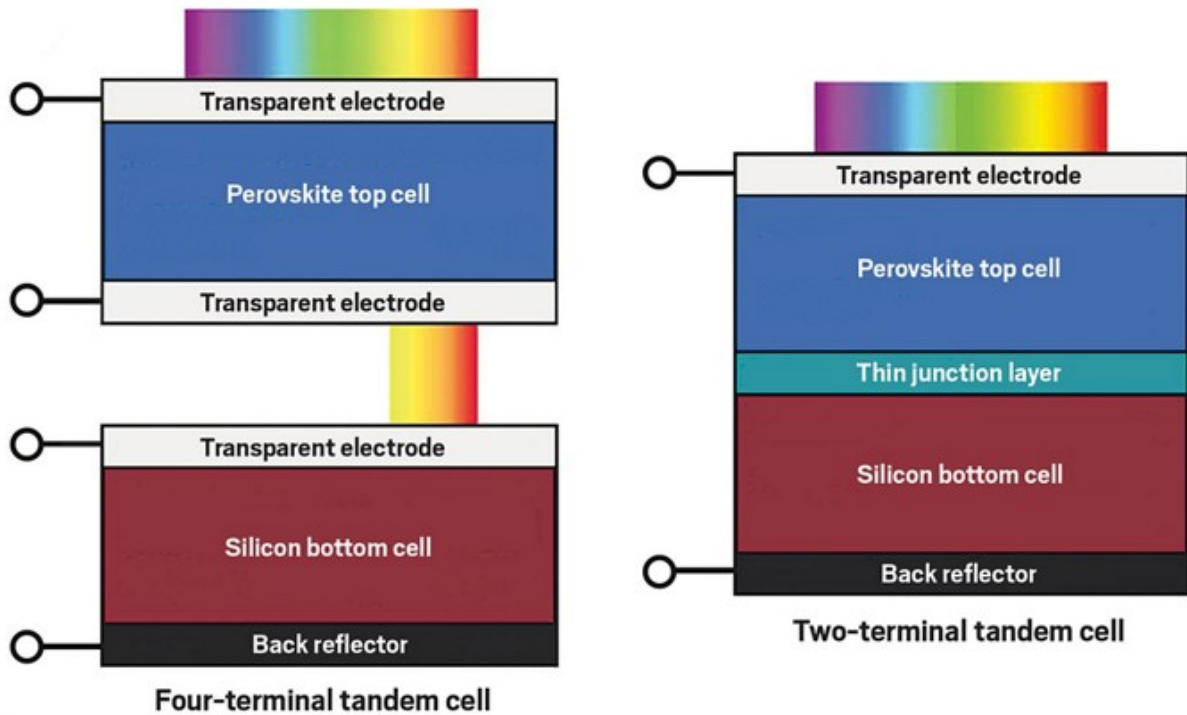 Transparent electrode
Perovskite top cell
Transparent electrode
Transparent electrode
Silicon bottom cell
Back reflector
Four-terminal tandem cell
Transparent electrode
Perovskite top cell
Thin junction layer
Silicon bottom cell
Back reflector
Two-terminal tandem cell